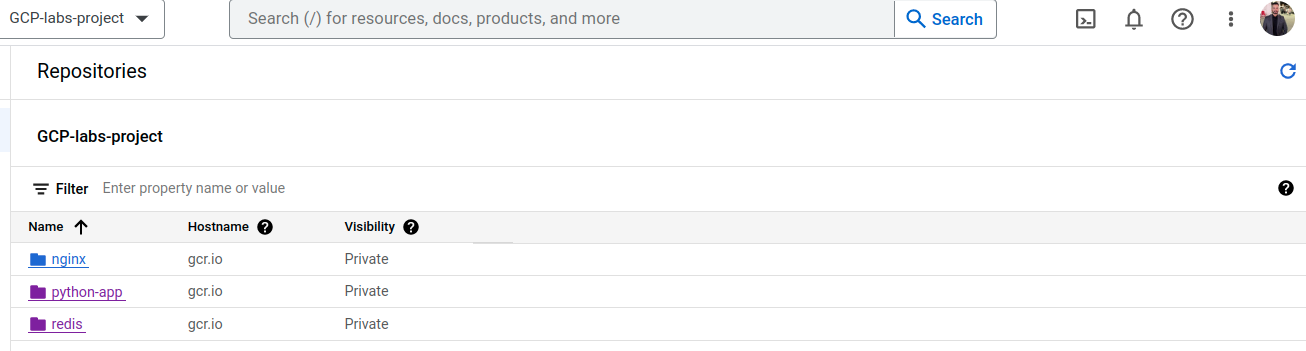 GCP-labs-project Search (/) for resources, docs, products, and more Search
Repositories
GCP-labs-project
Filter Enter property name or value
Name Hostname Visibility
nginx gcr.io Private
python-app gcr.io Private
redis gcr.io Private